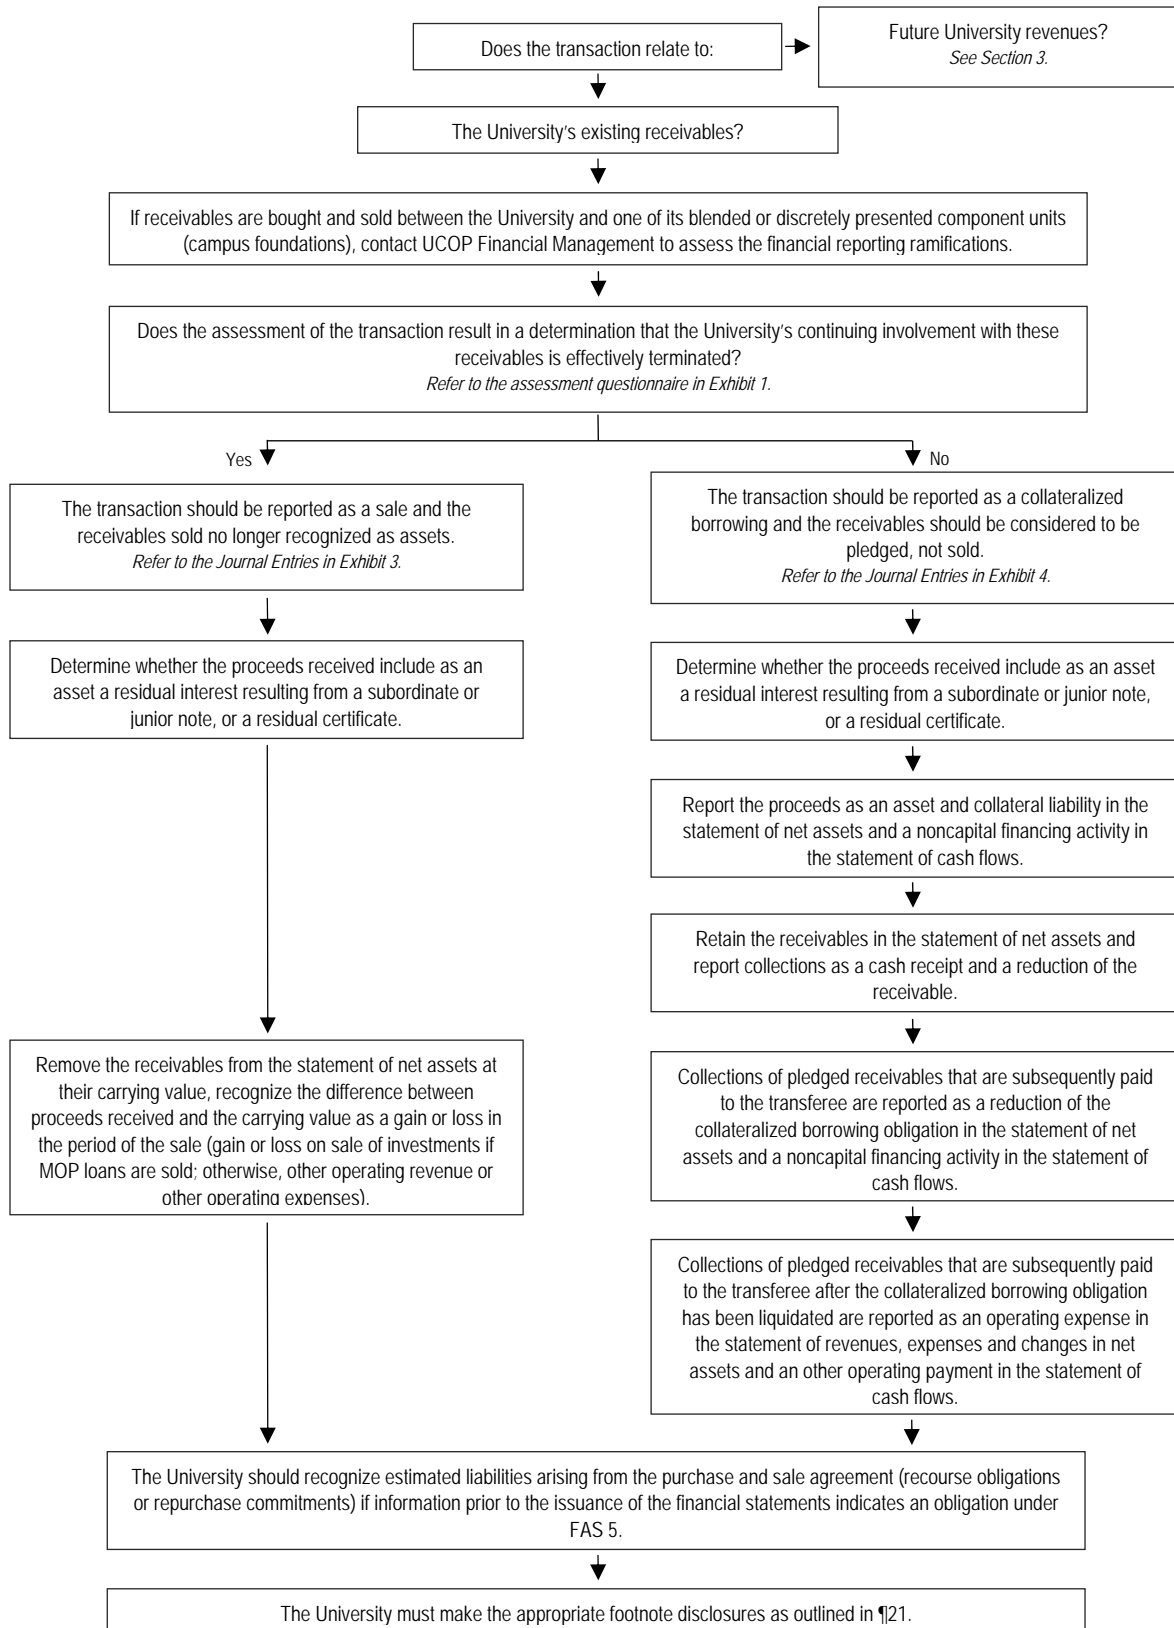 Does the transaction relate to:
Future University revenues?
See Section 3.
The University's existing receivables?
If receivables are bought and sold between the University and one of its blended or discretely presented component units
(campus foundations), contact UCOP Financial Management to assess the financial reporting ramifications.
Does the assessment of the transaction result in a determination that the University's continuing involvement with these
receivables is effectively terminated?
Refer to the assessment questionnaire in Exhibit 1.
Yes
No
The transaction should be reported as a sale and the
receivables sold no longer recognized as assets.
Refer to the Journal Entries in Exhibit 3.
The transaction should be reported as a collateralized
borrowing and the receivables should be considered to be
pledged, not sold.
Refer to the Journal Entries in Exhibit 4.
Determine whether the proceeds received include as an
asset a residual interest resulting from a subordinate or
junior note, or a residual certificate.
Determine whether the proceeds received include as an asset
a residual interest resulting from a subordinate or junior note,
or a residual certificate.
Report the proceeds as an asset and collateral liability in the
statement of net assets and a noncapital financing activity in
the statement of cash flows.
Retain the receivables in the statement of net assets and
report collections as a cash receipt and a reduction of the
receivable.
Remove the receivables from the statement of net assets at
their carrying value, recognize the difference between
proceeds received and the carrying value as a gain or loss in
the period of the sale (gain or loss on sale of investments if
MOP loans are sold; otherwise, other operating revenue or
other operating expenses).
Collections of pledged receivables that are subsequently paid
to the transferee are reported as a reduction of the
collateralized borrowing obligation in the statement of net
assets and a noncapital financing activity in the statement of
cash flows.
Collections of pledged receivables that are subsequently paid
to the transferee after the collateralized borrowing obligation
has been liquidated are reported as an operating expense in
the statement of revenues, expenses and changes in net
assets and an other operating payment in the statement of
cash flows.
The University should recognize estimated liabilities arising from the purchase and sale agreement (recourse obligations
or repurchase commitments) if information prior to the issuance of the financial statements indicates an obligation under
FAS 5.
The University must make the appropriate footnote disclosures as outlined in ¶21.